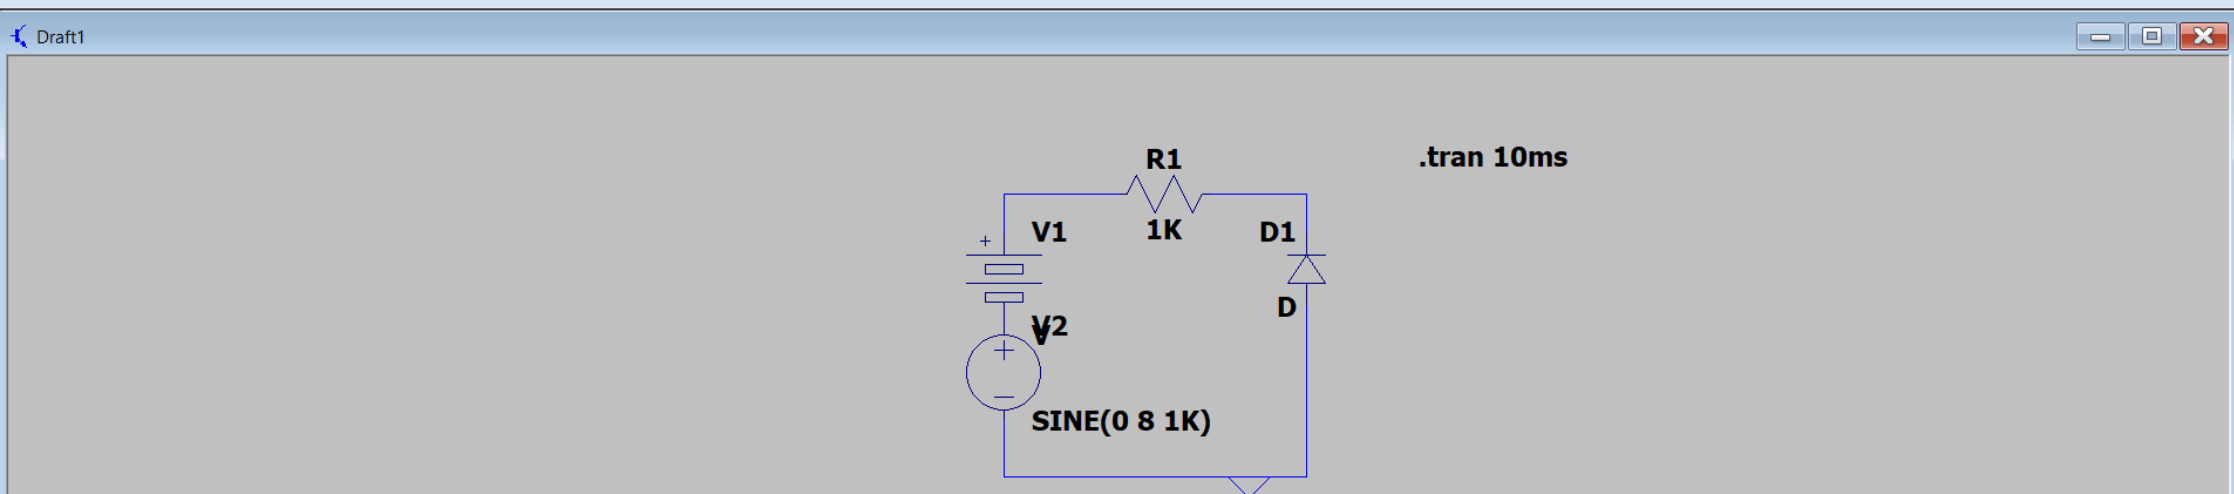 Draft1
R1
.tran 10ms
V1
1K
D1
+
D
V2
V
+
SINE(0 8 1K)